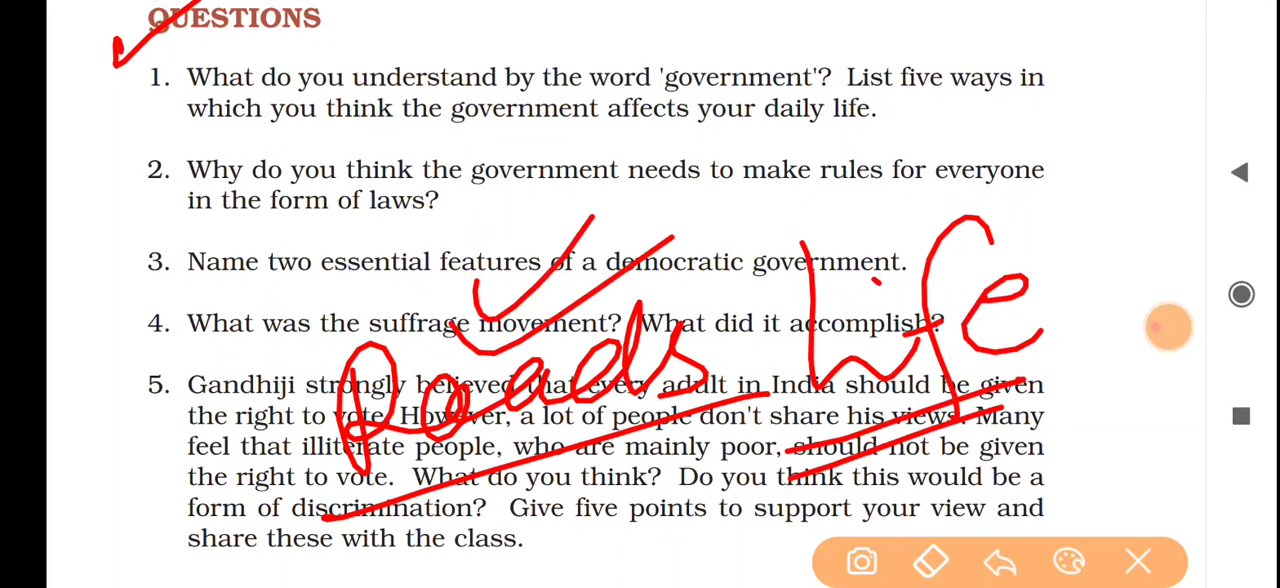 QUESTIONS
1. What do you understand by the word 'government'? List five ways in
which you think the government affects your daily life.
2. Why do you think the government needs to make rules for everyone
in the form of laws?
3. Name two essential features of a democratic government.
4. What was the suffrage movement? What did it accomplish?
5. Gandhiji strongly believed that every adult in India should be given
the right to vote. However, a lot of people don't share his views. Many
feel that illiterate people, who are mainly poor, should not be given
the right to vote. What do you think? Do you think this would be a
form of discrimination? Give five points to support your view and
share these with the class.
life